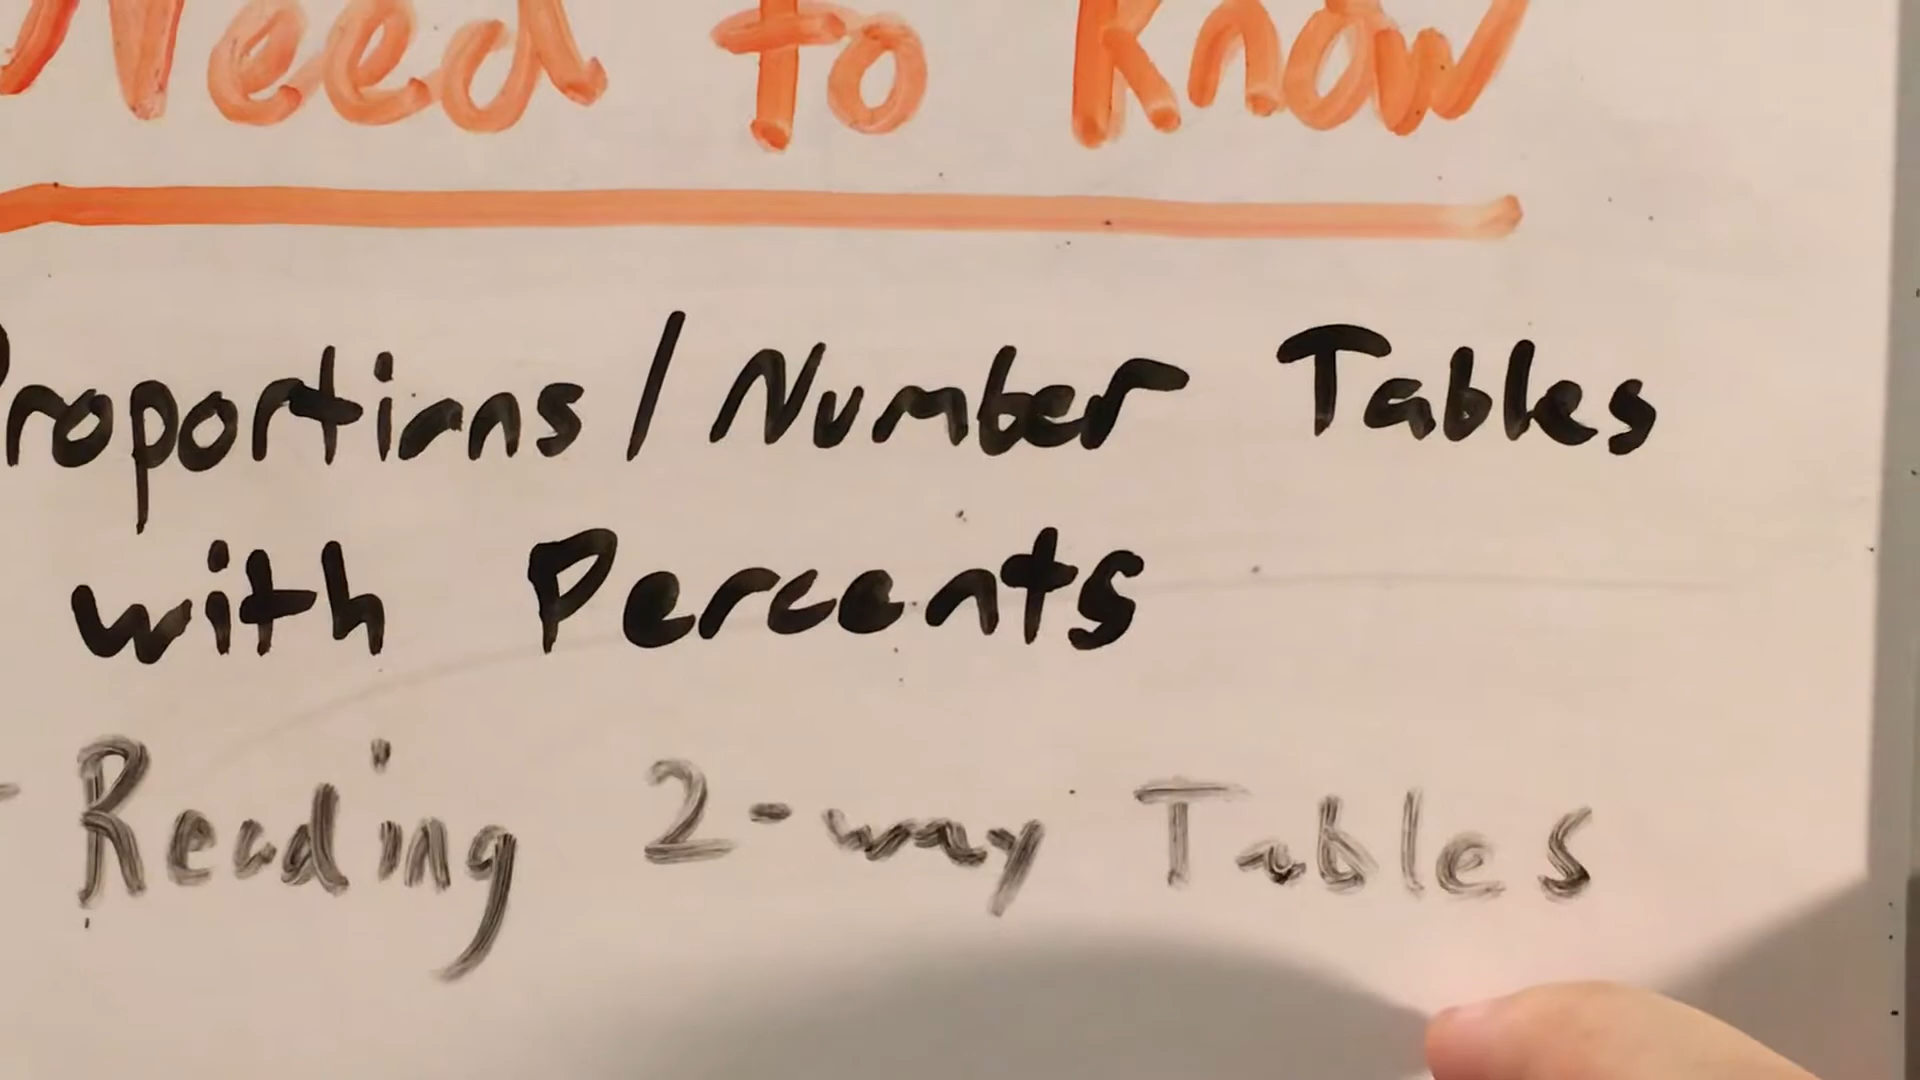 Need to Know
Proportions / Number Tables
with Percents
- Reading 2-way Tables